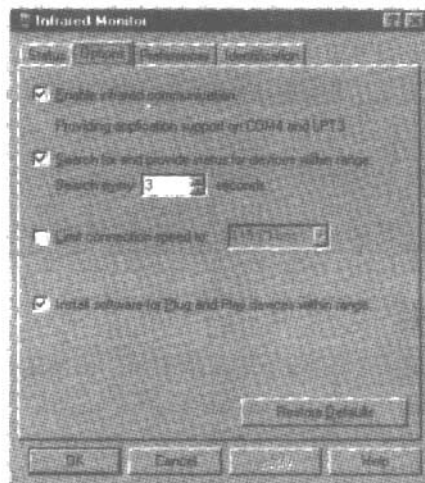 Infrared Monitor
Status Options Preferences Identification
Enable infrared communication
Providing application support on COM4 and LPT3
Search for and provide status for devices within range
Search every 3 seconds
Limit connection speed to
Install software for Plug and Play devices within range
Restore Defaults
OK Cancel Help